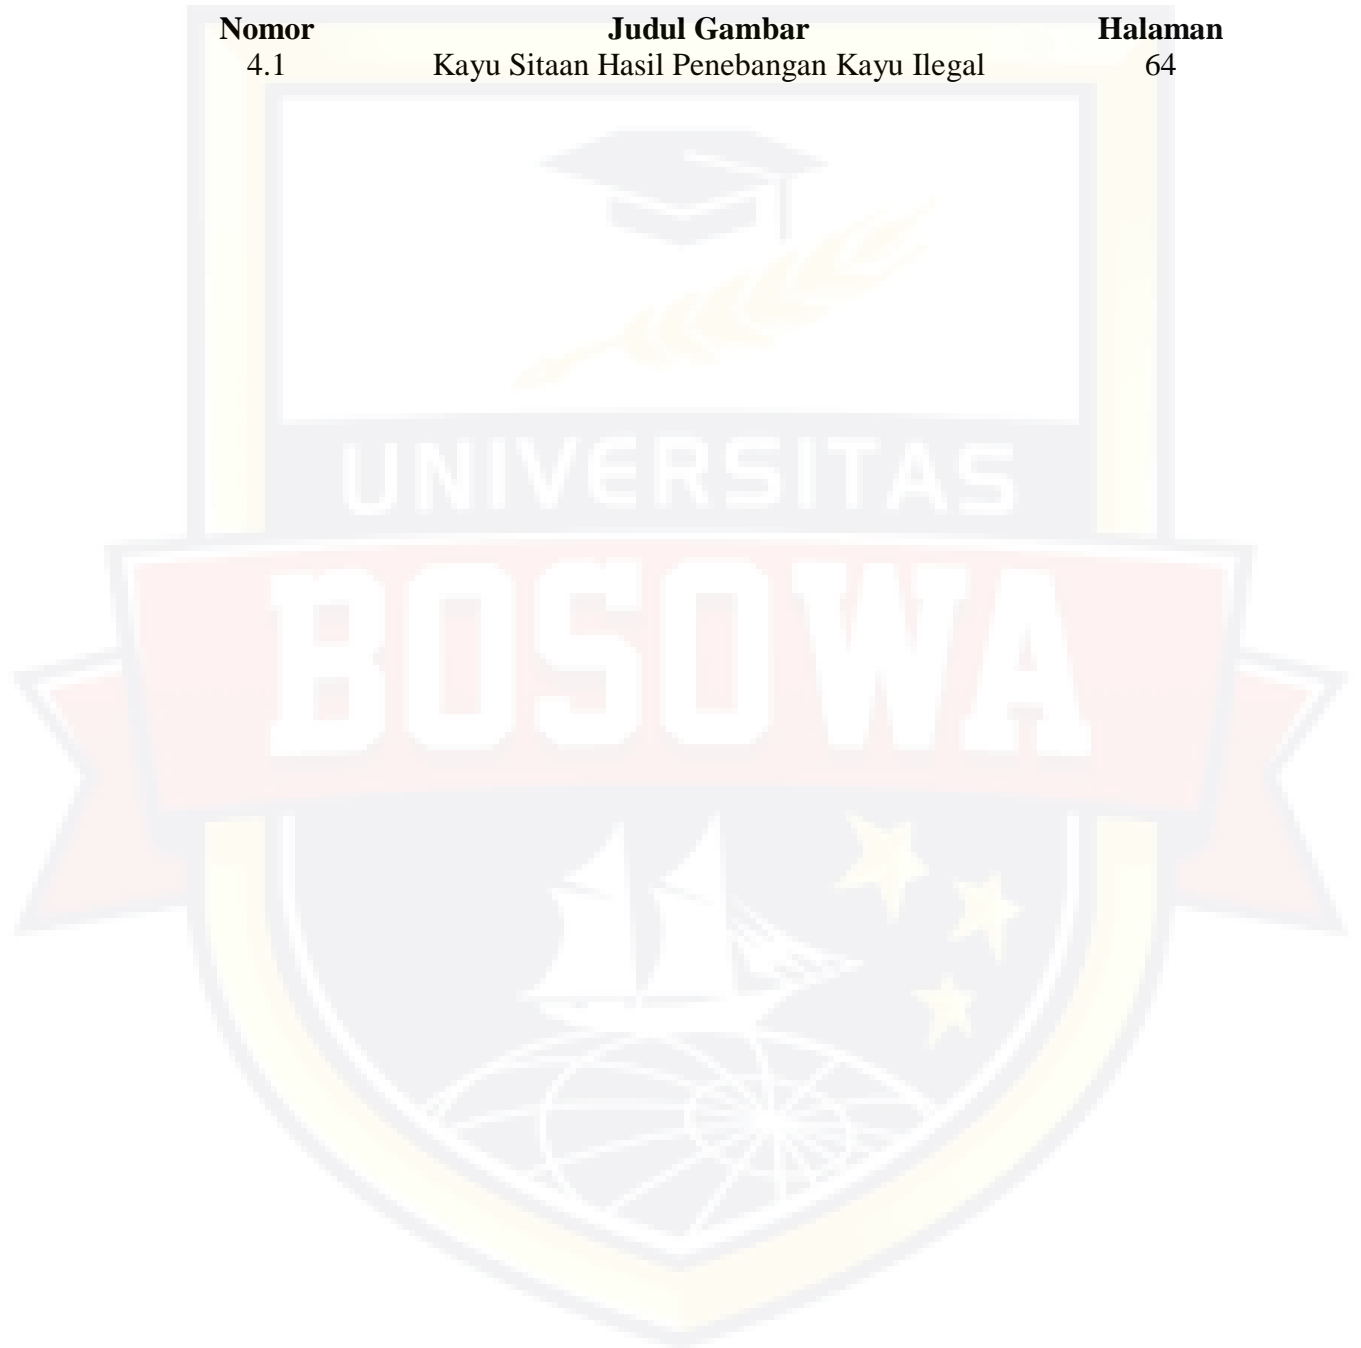 Nomor Judul Gambar Halaman
4.1 Kayu Sitaan Hasil Penebangan Kayu Ilegal 64
UNIVERSITAS
BOSOWA